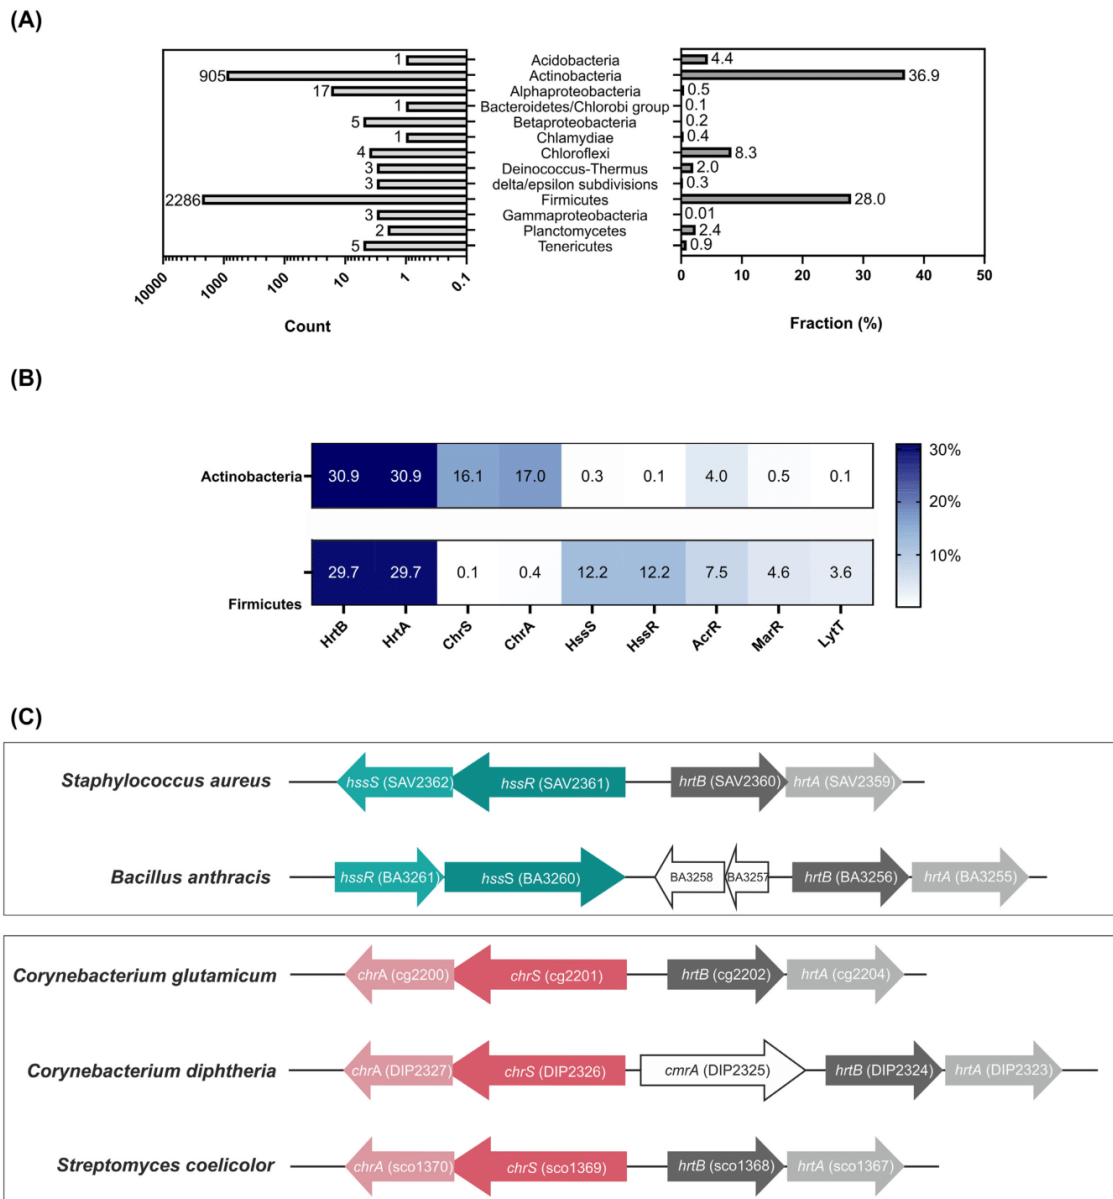 (A)
1 Acidobacteria 4.4
905 Actinobacteria 36.9
17 Alphaproteobacteria 0.5
1 Bacteroidetes/Chlorobi group 0.1
5 Betaproteobacteria 0.2
1 Chlamydiae 0.4
4 Chloroflexi 8.3
3 Deinococcus-Thermus 2.0
3 delta/epsilon subdivisions 0.3
2286 Firmicutes 28.0
3 Gammaproteobacteria 0.01
2 Planctomycetes 2.4
5 Tenericutes 0.9
10000 1000 100 10 1 0.1 0 10 20 30 40 50
Count Fraction (%)
(B)
Actinobacteria 30.9 30.9 16.1 17.0 0.3 0.1 4.0 0.5 0.1
30%
20%
10%
29.7 29.7 0.1 0.4 12.2 12.2 7.5 4.6 3.6
Firmicutes
HrtB HrtA ChrS ChrA HssS HssR AcrR MarR LytT
(C)
Staphylococcus aureus hssS (SAV2362) hssR (SAV2361) hrtB (SAV2360) hrtA (SAV2359)
Bacillus anthracis hssR (BA3261) hssS (BA3260) BA3258 BA3257 hrtB (BA3256) hrtA (BA3255)
Corynebacterium glutamicum chrA (cg2200) chrS (cg2201) hrtB (cg2202) hrtA (cg2204)
Corynebacterium diphtheria chrA (DIP2327) chrS (DIP2326) cmrA (DIP2325) hrtB (DIP2324) hrtA (DIP2323)
Streptomyces coelicolor chrA (sco1370) chrS (sco1369) hrtB (sco1368) hrtA (sco1367)